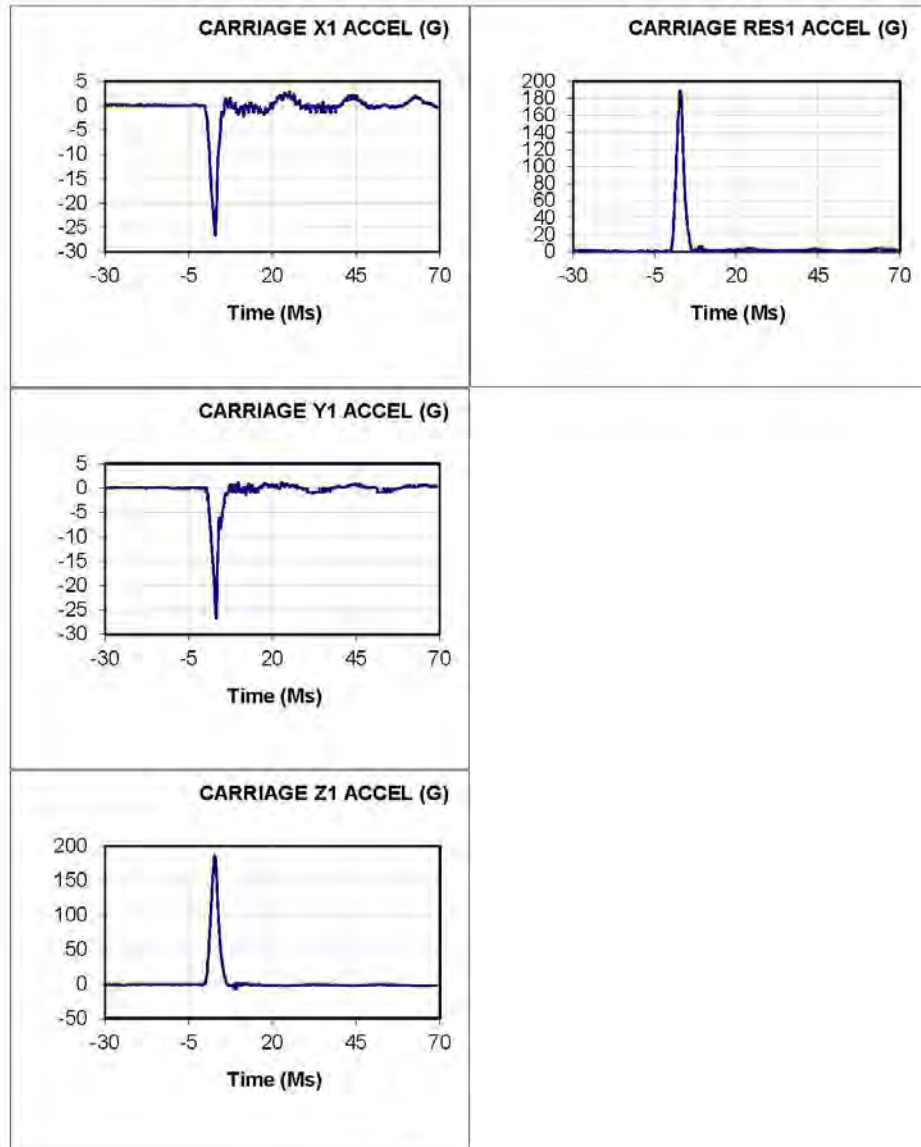 CARRIAGE X1 ACCEL (G)
5
0
-5
-10
-15
-20
-25
-30
-30 -5 20 45 70
Time (Ms)
CARRIAGE RES1 ACCEL (G)
200
180
160
140
120
100
80
60
40
20
0
-30 -5 20 45 70
Time (Ms)
CARRIAGE Y1 ACCEL (G)
5
0
-5
-10
-15
-20
-25
-30
-30 -5 20 45 70
Time (Ms)
CARRIAGE Z1 ACCEL (G)
200
150
100
50
0
-50
-30 -5 20 45 70
Time (Ms)